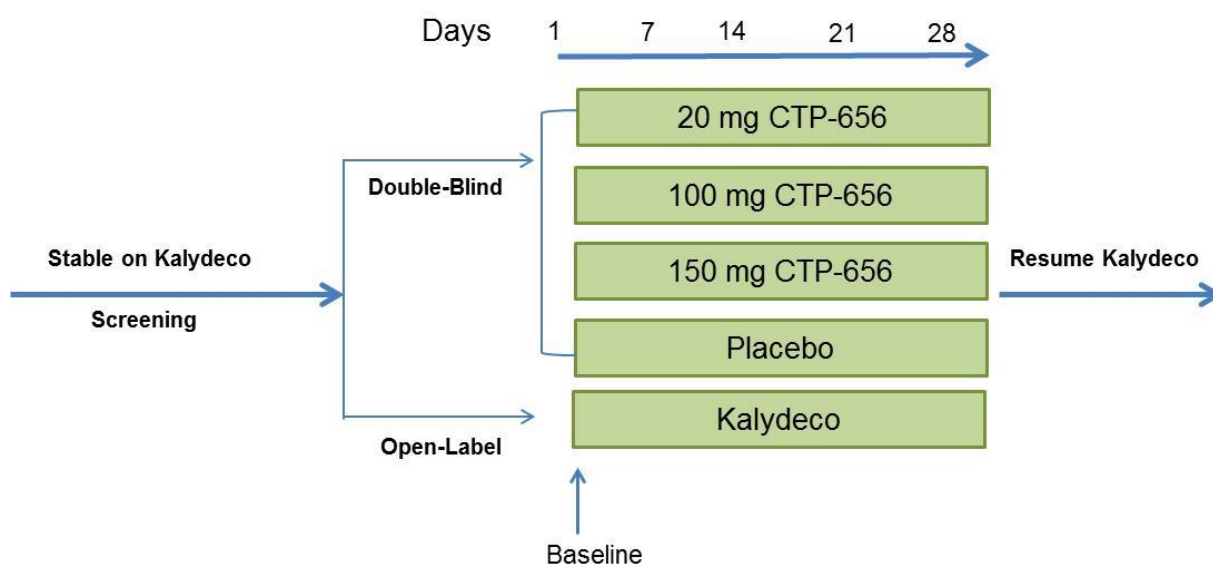 Days 1 7 14 21 28
20 mg CTP-656
Double-Blind
100 mg CTP-656
Stable on Kalydeco
150 mg CTP-656
Resume Kalydeco
Screening
Placebo
Kalydeco
Open-Label
Baseline